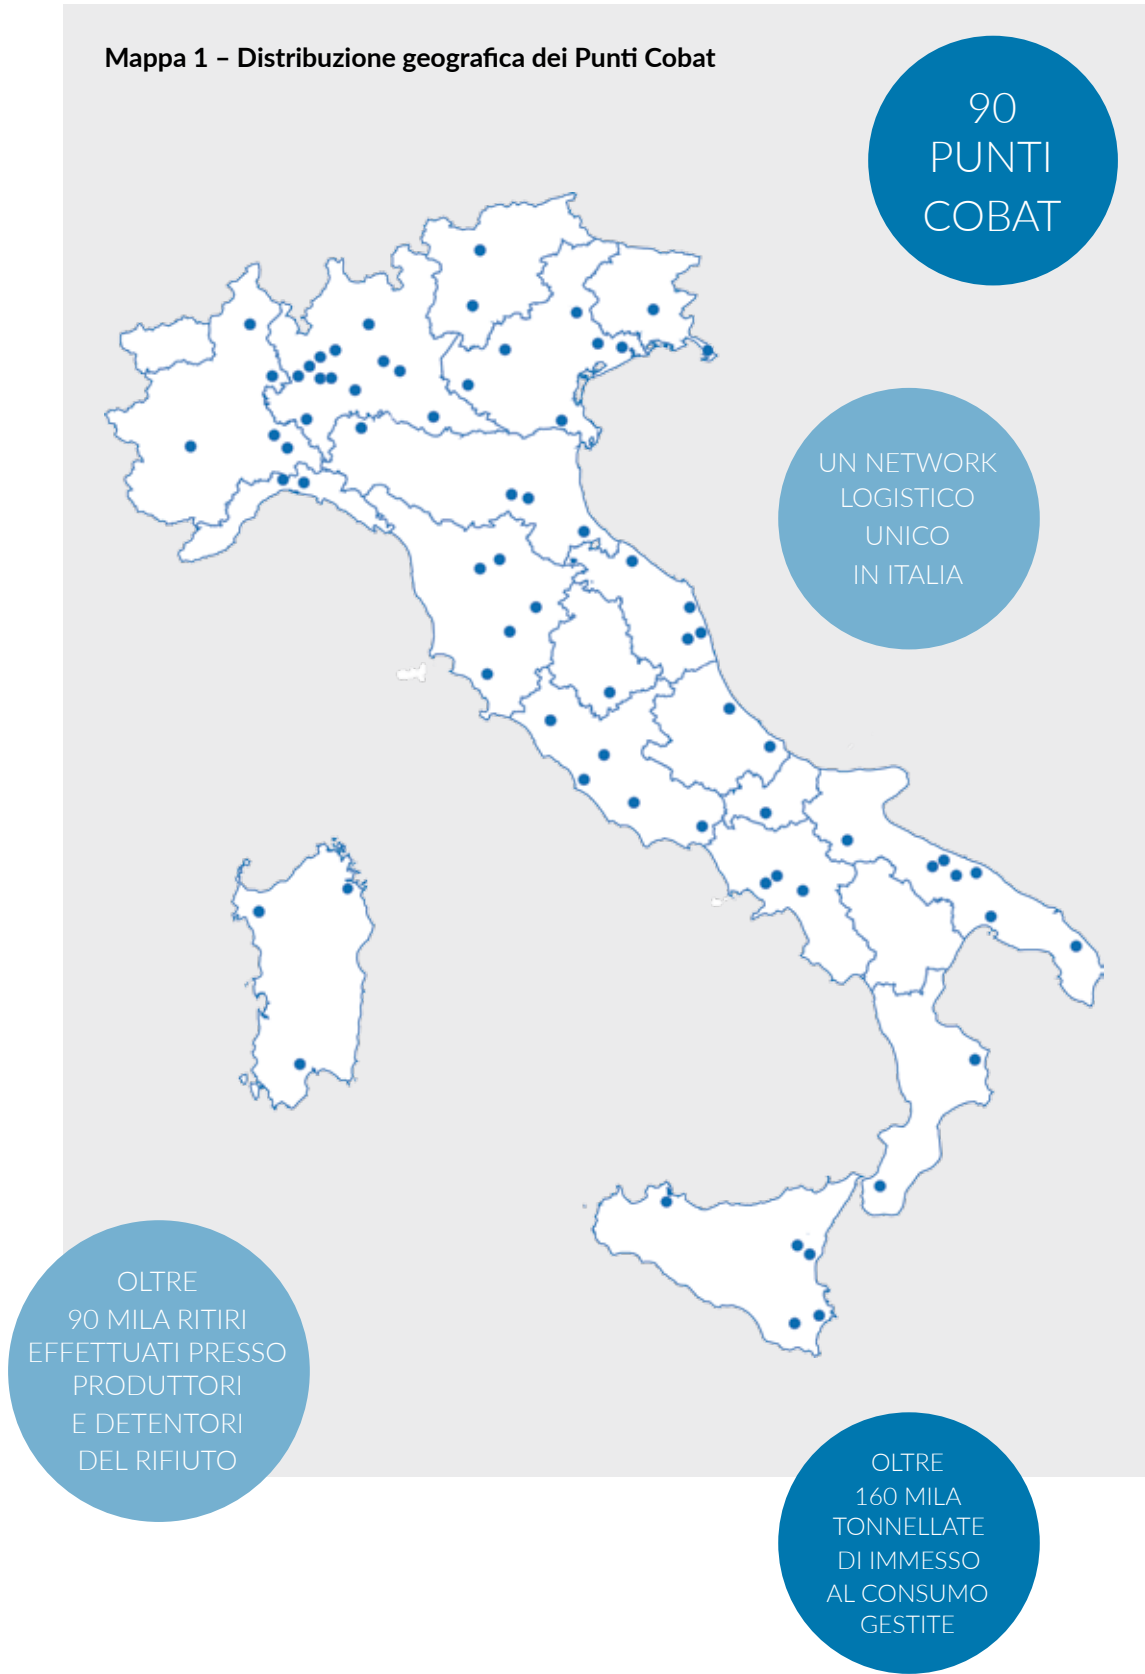 Mappa 1 – Distribuzione geografica dei Punti Cobat
90
PUNTI
COBAT
UN NETWORK
LOGISTICO
UNICO
IN ITALIA
OLTRE
90 MILA RITIRI
EFFETTUATI PRESSO
PRODUTTORI
E DETENTORI
DEL RIFIUTO
OLTRE
160 MILA
TONNELLATE
DI IMMESSO
AL CONSUMO
GESTITE